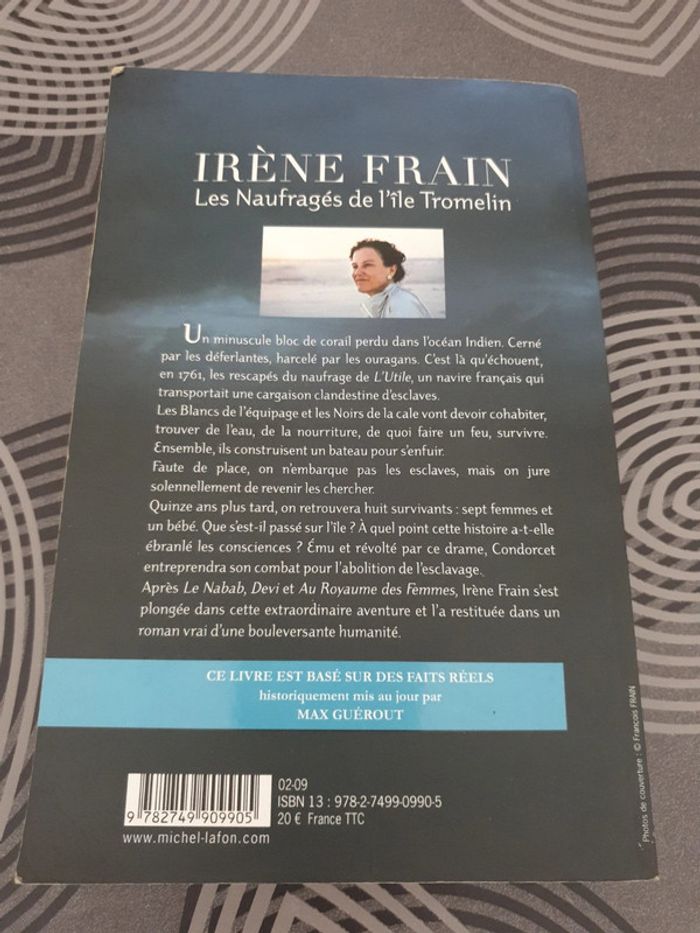 IRÈNE FRAIN
Les Naufragés de l'île Tromelin
Un minuscule bloc de corail perdu dans l'océan Indien. Cerné
par les déferlantes, harcelé par les ouragans. C'est là qu'échouent,
en 1761, les rescapés du naufrage de L'Utile, un navire français qui
transportait une cargaison clandestine d'esclaves.
Les Blancs de l'équipage et les Noirs de la cale vont devoir cohabiter,
trouver de l'eau, de la nourriture, de quoi faire un feu, survivre.
Ensemble, ils construisent un bateau pour s'enfuir.
Faute de place, on n'embarque pas les esclaves, mais on jure
solennellement de revenir les chercher.
Quinze ans plus tard, on retrouvera huit survivants : sept femmes et
un bébé. Que s'est-il passé sur l'île ? À quel point cette histoire a-t-elle
ébranlé les consciences ? Ému et révolté par ce drame, Condorcet
entreprendra son combat pour l'abolition de l'esclavage.
Après Le Nabab, Devi et Au Royaume des Femmes, Irène Frain s'est
plongée dans cette extraordinaire aventure et l'a restituée dans un
roman vrai d'une bouleversante humanité.
CE LIVRE EST BASÉ SUR DES FAITS RÉELS
historiquement mis au jour par
MAX GUÉROUT
Photos de couverture : © François FRAIN
02-09
ISBN 13 : 978-2-7499-0990-5
20 € France TTC
9 782749 909905
www.michel-lafon.com